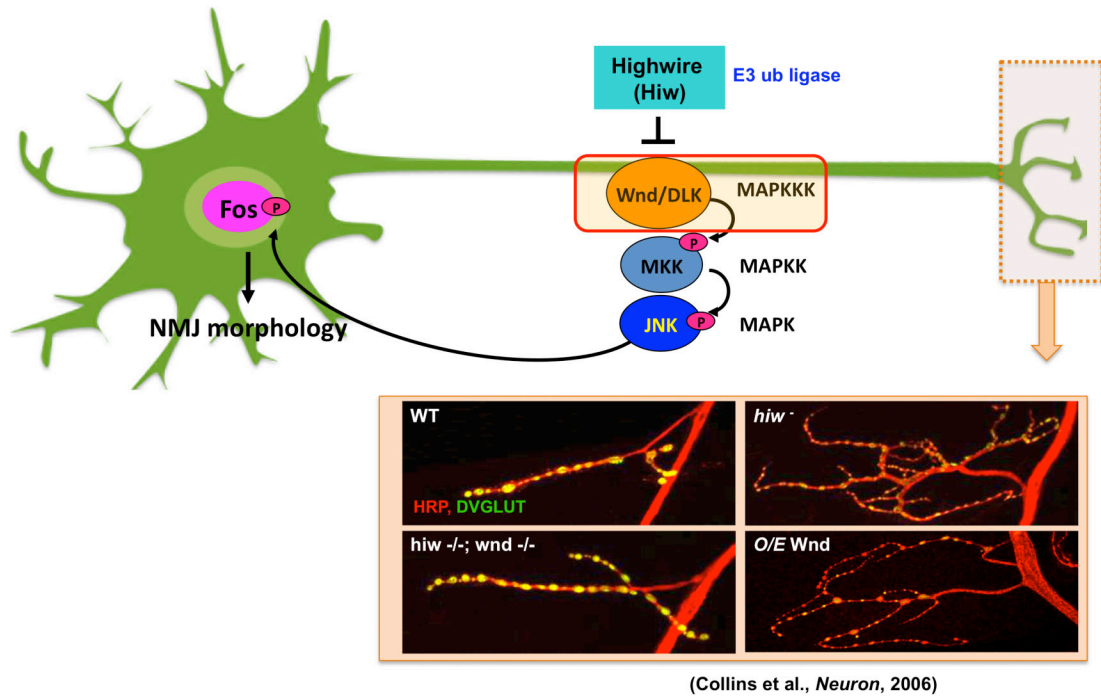 Highwire
(Hiw)
E3 ub ligase
Wnd/DLK
MAPKKK
Fos
P
P
MKK
MAPKK
NMJ morphology
JNK
P
MAPK
WT
hiw -
HRP, DVGLUT
hiw -/-; wnd -/-
O/E Wnd
(Collins et al., Neuron, 2006)